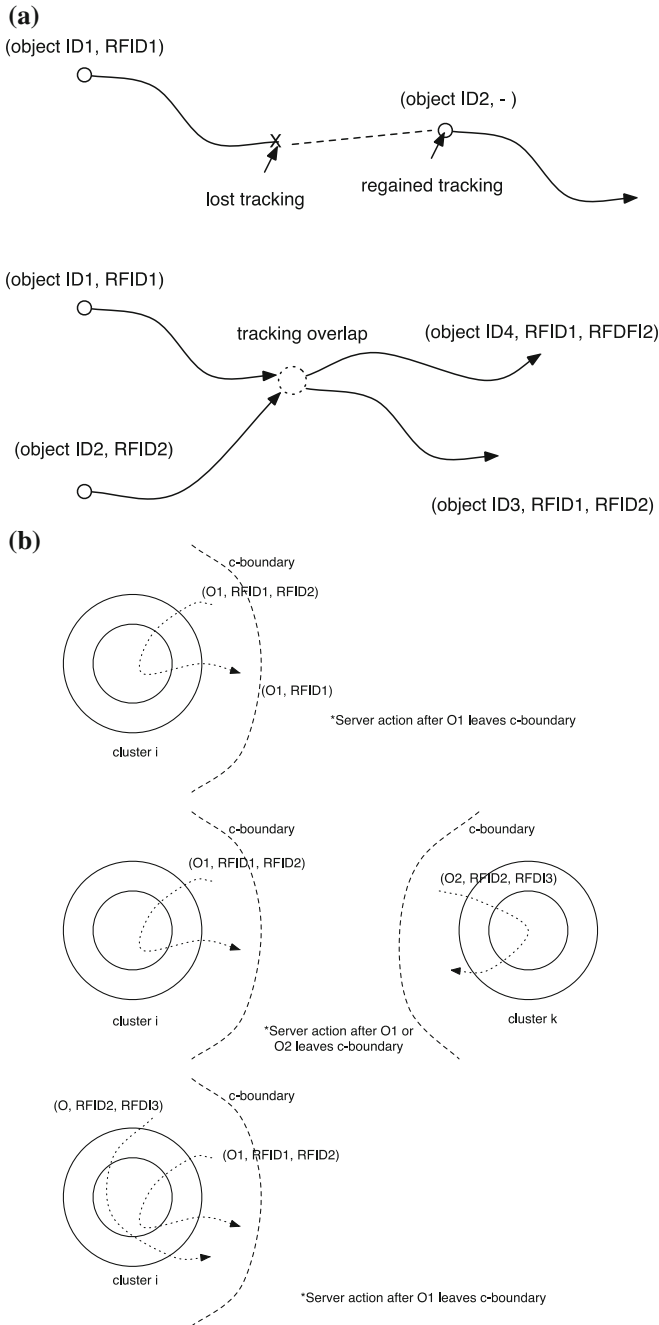 (a)
(object ID1, RFID1)
(object ID2, - )
X
lost tracking
regained tracking
(object ID1, RFID1)
tracking overlap
(object ID4, RFID1, RFDFI2)
(object ID2, RFID2)
(object ID3, RFID1, RFID2)
(b)
c-boundary
(O1, RFID1, RFID2)
(O1, RFID1)
*Server action after O1 leaves c-boundary
cluster i
c-boundary
c-boundary
(O1, RFID1, RFID2)
(O2, RFID2, RFDI3)
cluster i
cluster k
*Server action after O1 or
O2 leaves c-boundary
c-boundary
(O, RFID2, RFDI3)
(O1, RFID1, RFID2)
cluster i
*Server action after O1 leaves c-boundary